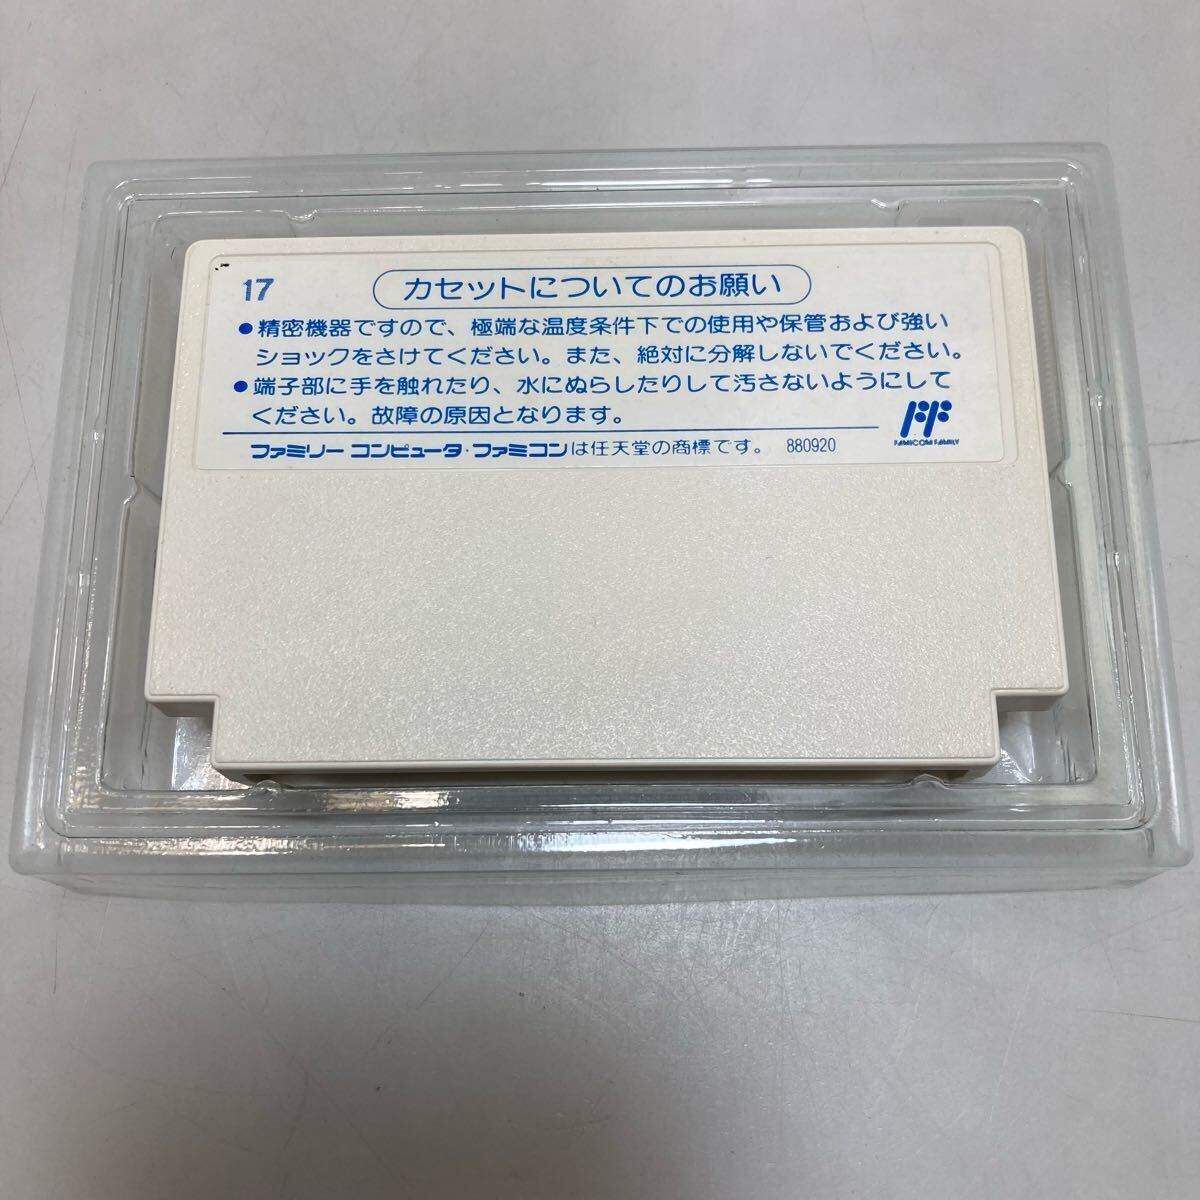 17
カセットについてのお願い
●精密機器ですので、極端な温度条件下での使用や保管および強い
ショックをさけてください。また、絶対に分解しないでください。
●端子部に手を触れたり、水にぬらしたりして汚さないようにして
ください。故障の原因となります。
FF
FAMICOM FAMILY
ファミリーコンピュータ・ファミコンは任天堂の商標です。 880920